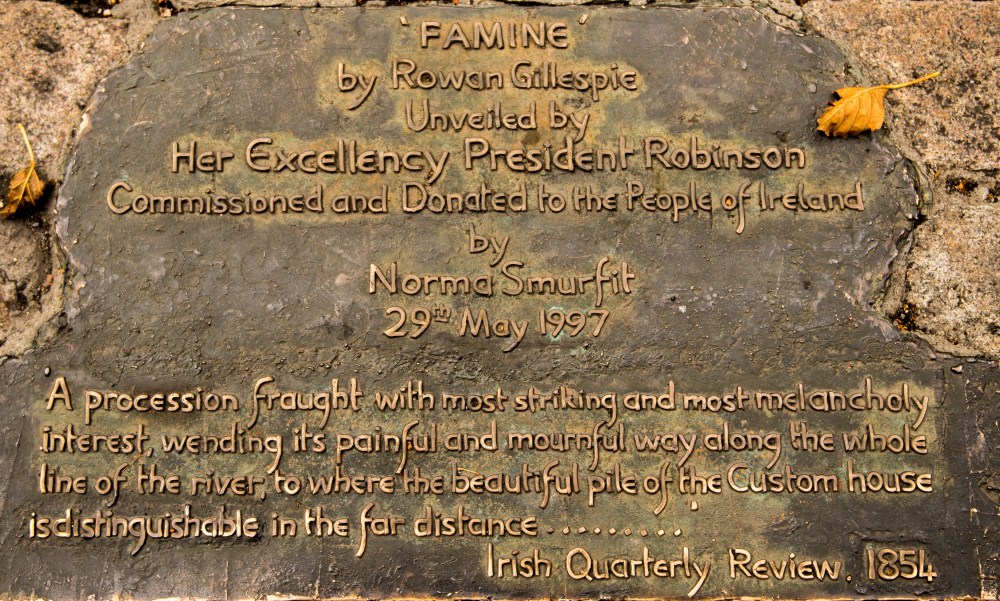 'FAMINE'
by Rowan Gillespie
Unveiled by
Her Excellency President Robinson
Commissioned and Donated to the People of Ireland
by
Norma Smurfit
29th May 1997
'A procession fraught with most striking and most melancholy
interest, wending its painful and mournful way along the whole
line of the river, to where the beautiful pile of the Custom house
is distinguishable in the far distance..........'
Irish Quarterly Review. 1854